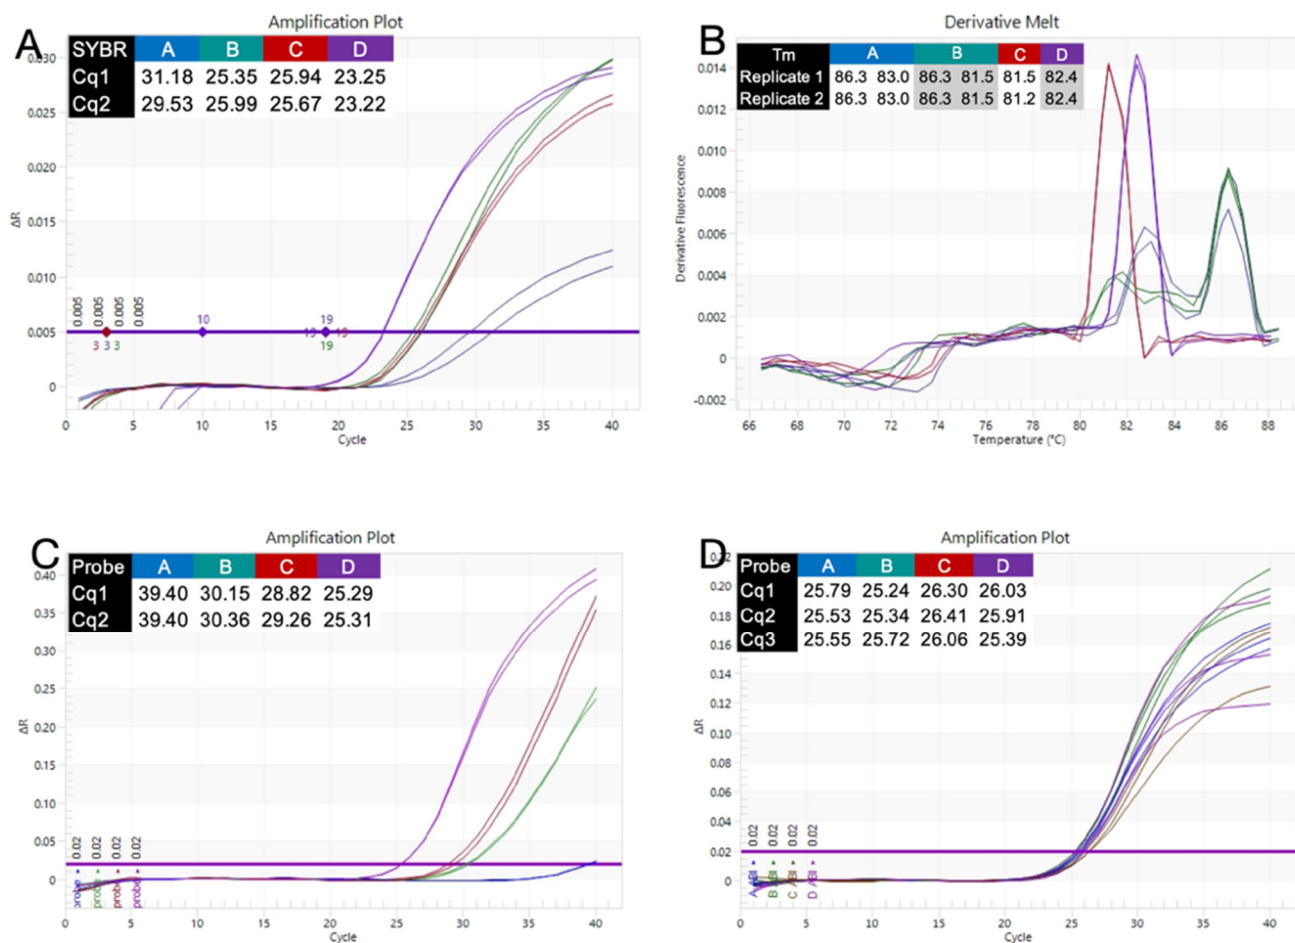 A
Amplification Plot
SYBR A B C D
Cq1 31.18 25.35 25.94 23.25
Cq2 29.53 25.99 25.67 23.22
0.030
0.025
0.020
0.015
0.010
0.005
0
ΔR
0.005 0.005 0.005 0.005
10 19
3 3 3 19
0 5 10 15 20 25 30 35 40
Cycle
B
Derivative Melt
Tm A B C D
Replicate 1 86.3 83.0 86.3 81.5 81.5 82.4
Replicate 2 86.3 83.0 86.3 81.5 81.2 82.4
0.014
0.012
0.010
0.008
0.006
0.004
0.002
0
-0.002
Derivative Fluorescence
66 68 70 72 74 76 78 80 82 84 86 88
Temperature (°C)
C
Amplification Plot
Probe A B C D
Cq1 39.40 30.15 28.82 25.29
Cq2 39.40 30.36 29.26 25.31
0.40
0.35
0.30
0.25
0.20
0.15
0.10
0.05
0
ΔR
0.02 0.02 0.02 0.02
probe probe probe probe
0 5 10 15 20 25 30 35 40
Cycle
D
Amplification Plot
Probe A B C D
Cq1 25.79 25.24 26.30 26.03
Cq2 25.53 25.34 26.41 25.91
Cq3 25.55 25.72 26.06 25.39
0.22
0.20
0.18
0.16
0.14
0.12
0.10
0.08
0.06
0.04
0.02
0
ΔR
0.02 0.02 0.02 0.02
A ABI B ABI C ABI D ABI
0 5 10 15 20 25 30 35 40
Cycle